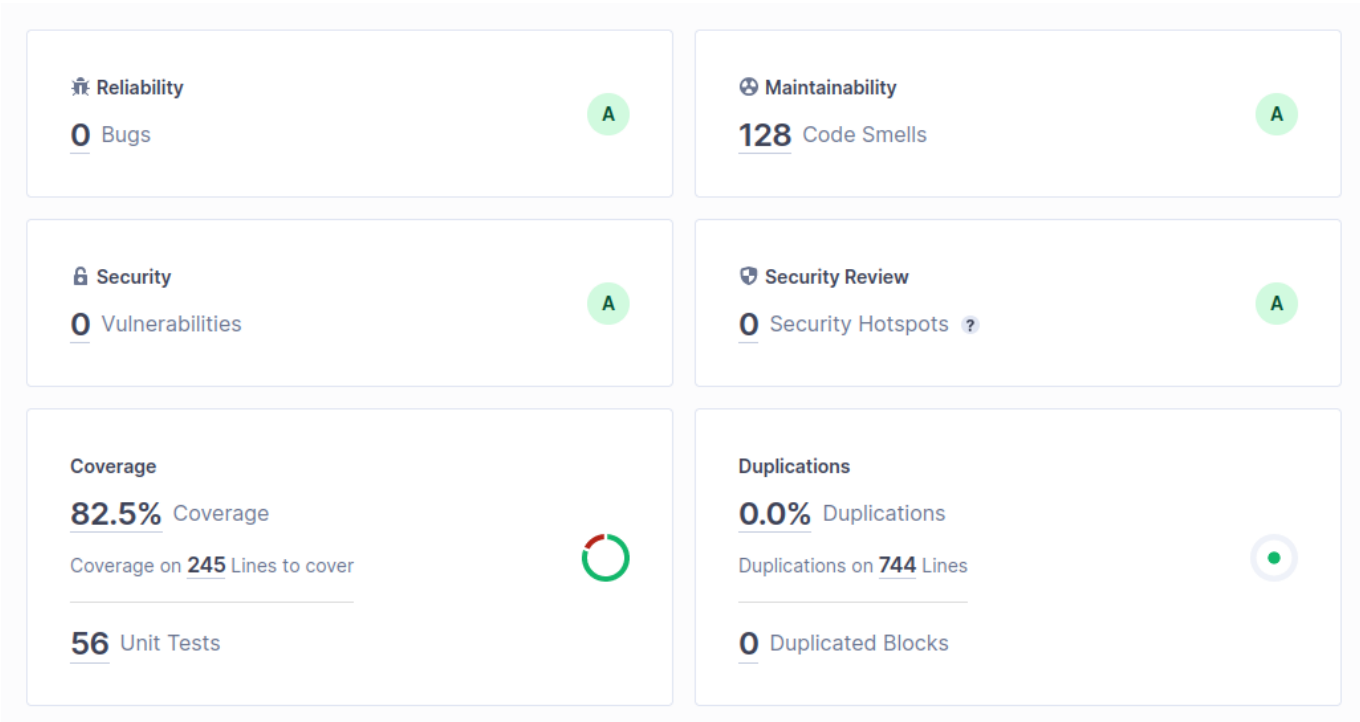 Reliability
0 Bugs
A
Maintainability
128 Code Smells
A
Security
0 Vulnerabilities
A
Security Review
0 Security Hotspots ?
A
Coverage
82.5% Coverage
Coverage on 245 Lines to cover
56 Unit Tests
Duplications
0.0% Duplications
Duplications on 744 Lines
0 Duplicated Blocks